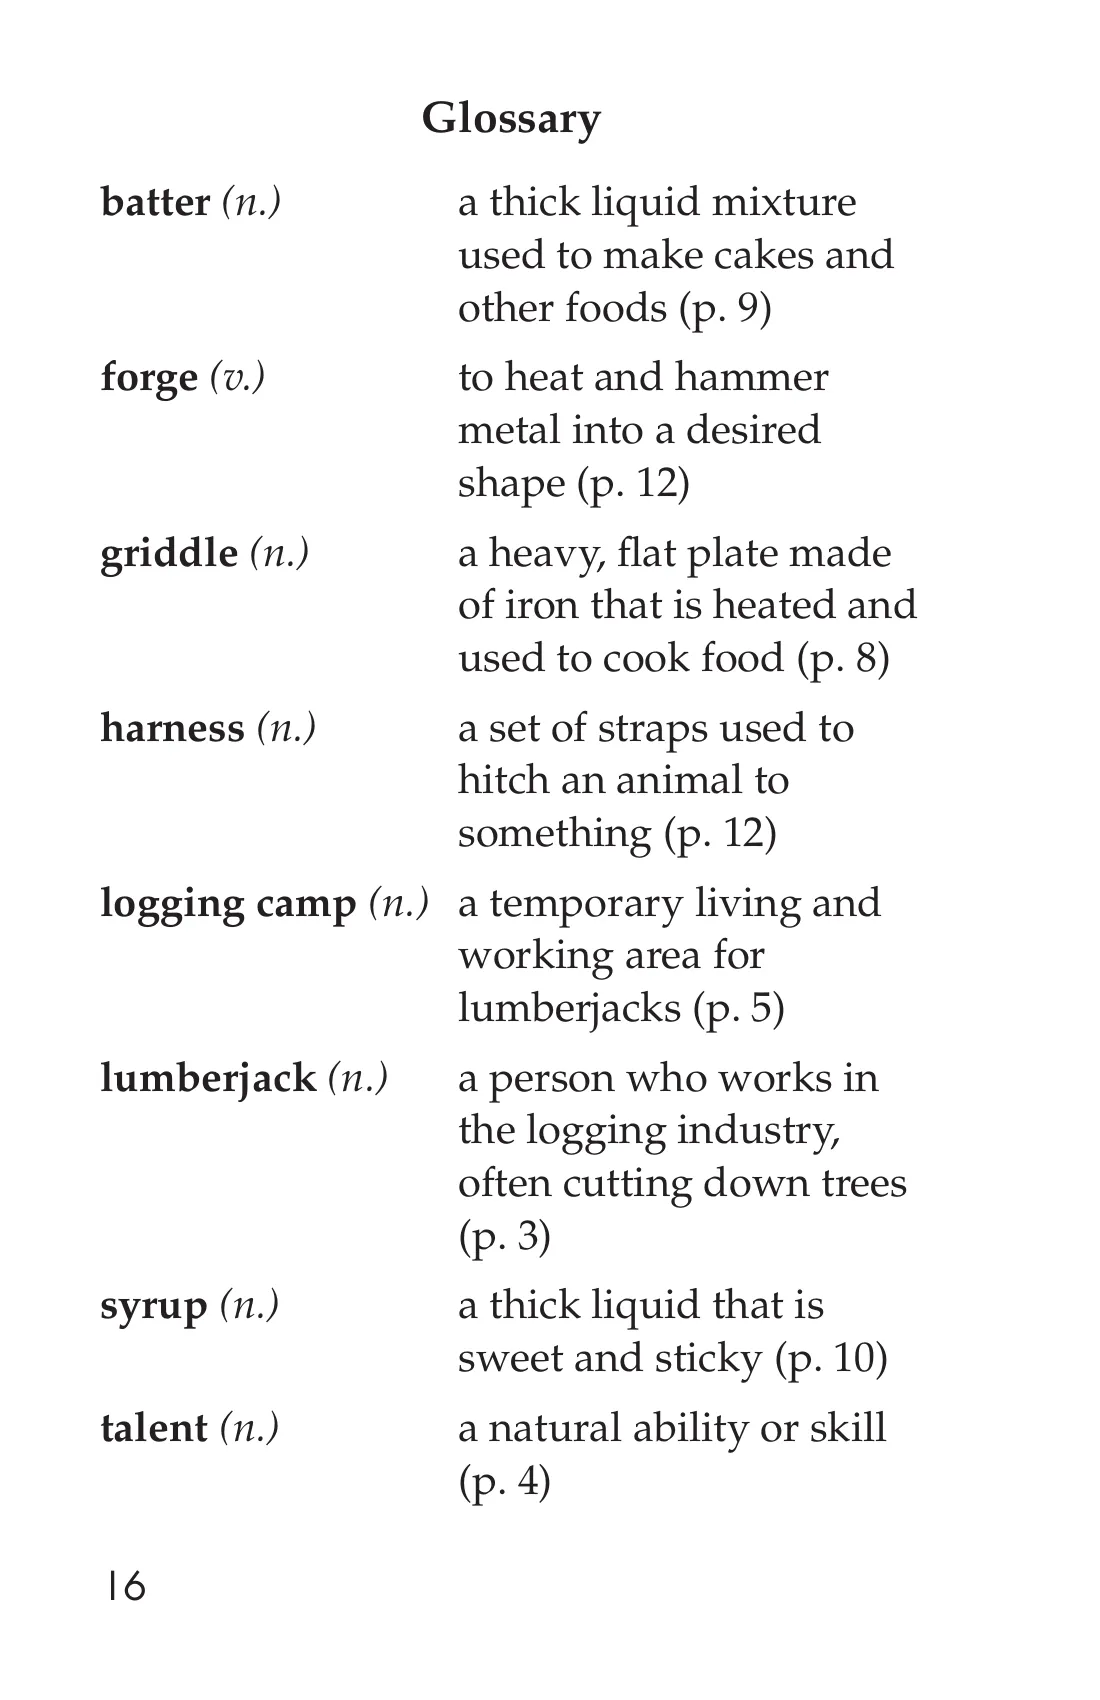 Glossary
batter (n.) a thick liquid mixture
used to make cakes and
other foods (p. 9)
forge (v.) to heat and hammer
metal into a desired
shape (p. 12)
griddle (n.) a heavy, flat plate made
of iron that is heated and
used to cook food (p. 8)
harness (n.) a set of straps used to
hitch an animal to
something (p. 12)
logging camp (n.) a temporary living and
working area for
lumberjacks (p. 5)
lumberjack (n.) a person who works in
the logging industry,
often cutting down trees
(p. 3)
syrup (n.) a thick liquid that is
sweet and sticky (p. 10)
talent (n.) a natural ability or skill
(p. 4)
16